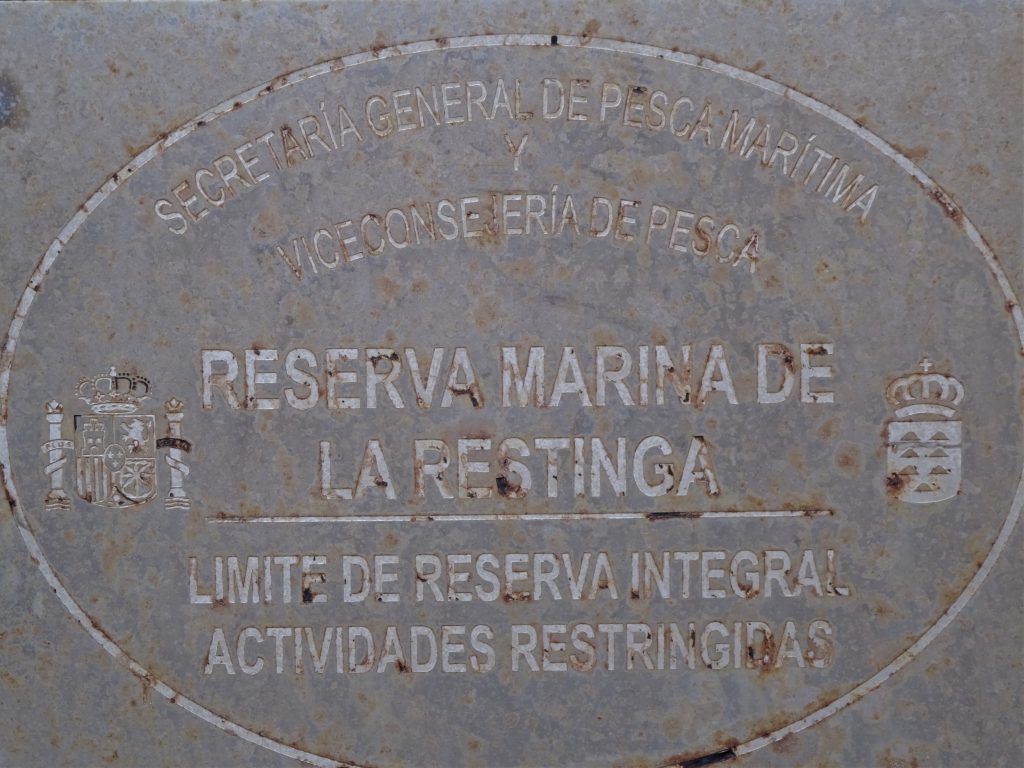 SECRETARÍA GENERAL DE PESCA MARÍTIMA
Y
VICECONSEJERÍA DE PESCA
RESERVA MARINA DE
LA RESTINGA
LIMITE DE RESERVA INTEGRAL
ACTIVIDADES RESTRINGIDAS